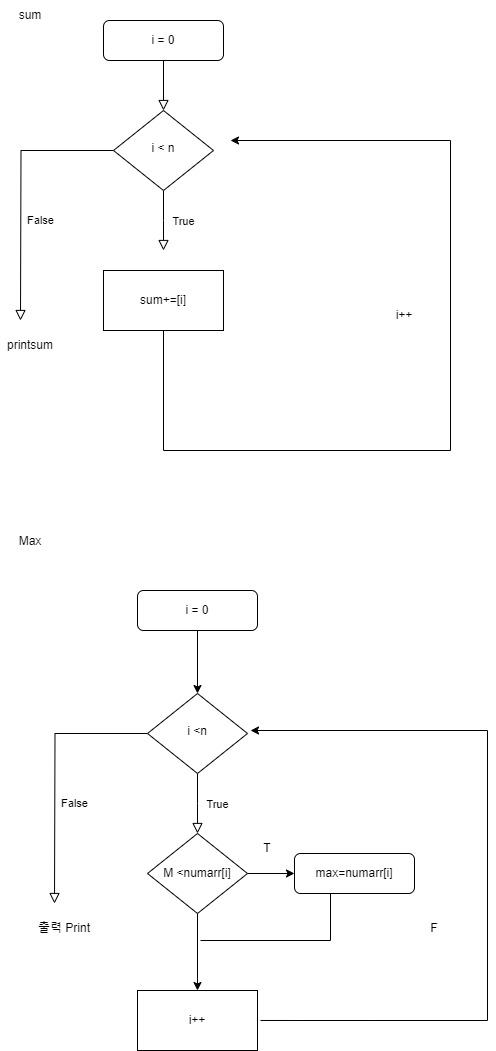 sum
i = 0
i < n
False
True
sum+=[i]
i++
printsum
Max
i = 0
i <n
False
True
T
M <numarr[i]
max=numarr[i]
출력 Print
F
i++